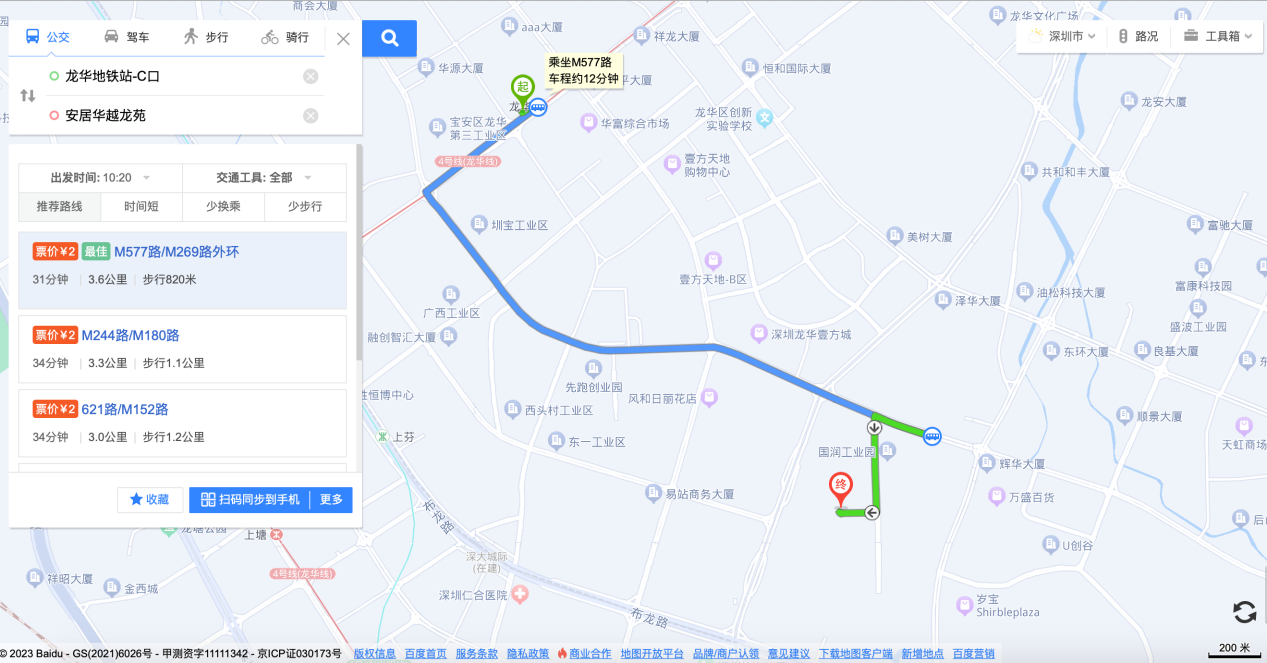 商会大厦
公交
驾车
步行
骑行
龙华地铁站-C口
安居华越龙苑
出发时间: 10:20
交通工具: 全部
推荐路线
时间短
少换乘
少步行
票价¥2 最佳 M577路/M269路外环
31分钟 3.6公里 步行820米
票价¥2 M244路/M180路
34分钟 3.3公里 步行1.1公里
票价¥2 621路/M152路
34分钟 3.0公里 步行1.2公里
收藏
扫码同步到手机
更多
深圳市
路况
工具箱
aaa大厦
祥龙大厦
龙华文化广场
乘坐M577路
车程约12分钟
华源大厦
恒和国际大厦
起
宝安区龙华
第三工业区
华富综合市场
龙华区创新
实验学校
文
龙安大厦
4号线(龙华线)
壹方天地
购物中心
共和和丰大厦
圳宝工业区
美树大厦
富驰大厦
壹方天地-B区
富康科技园
广西工业区
泽华大厦
油松科技大厦
盛波工业园
融创智汇大厦
深圳龙华壹方城
东环大厦
良基大厦
先跑创业园
风和日丽花店
西头村工业区
顺景大厦
上芬
东一工业区
国润工业园
天虹商场
辉华大厦
终
易站商务大厦
万盛百货
布龙路
上塘
U创谷
深大城际
(在建)
4号线(龙华线)
祥昭大厦
金西城
深圳仁合医院
布龙路
岁宝
Shirbleplaza
200 米
© 2023 Baidu - GS(2021)6026号 - 甲测资字11111342 - 京ICP证030173号 版权信息 百度首页 服务条款 隐私政策 商业合作 地图开放平台 品牌/商户认领 意见建议 下载地图客户端 新增地点 百度营销